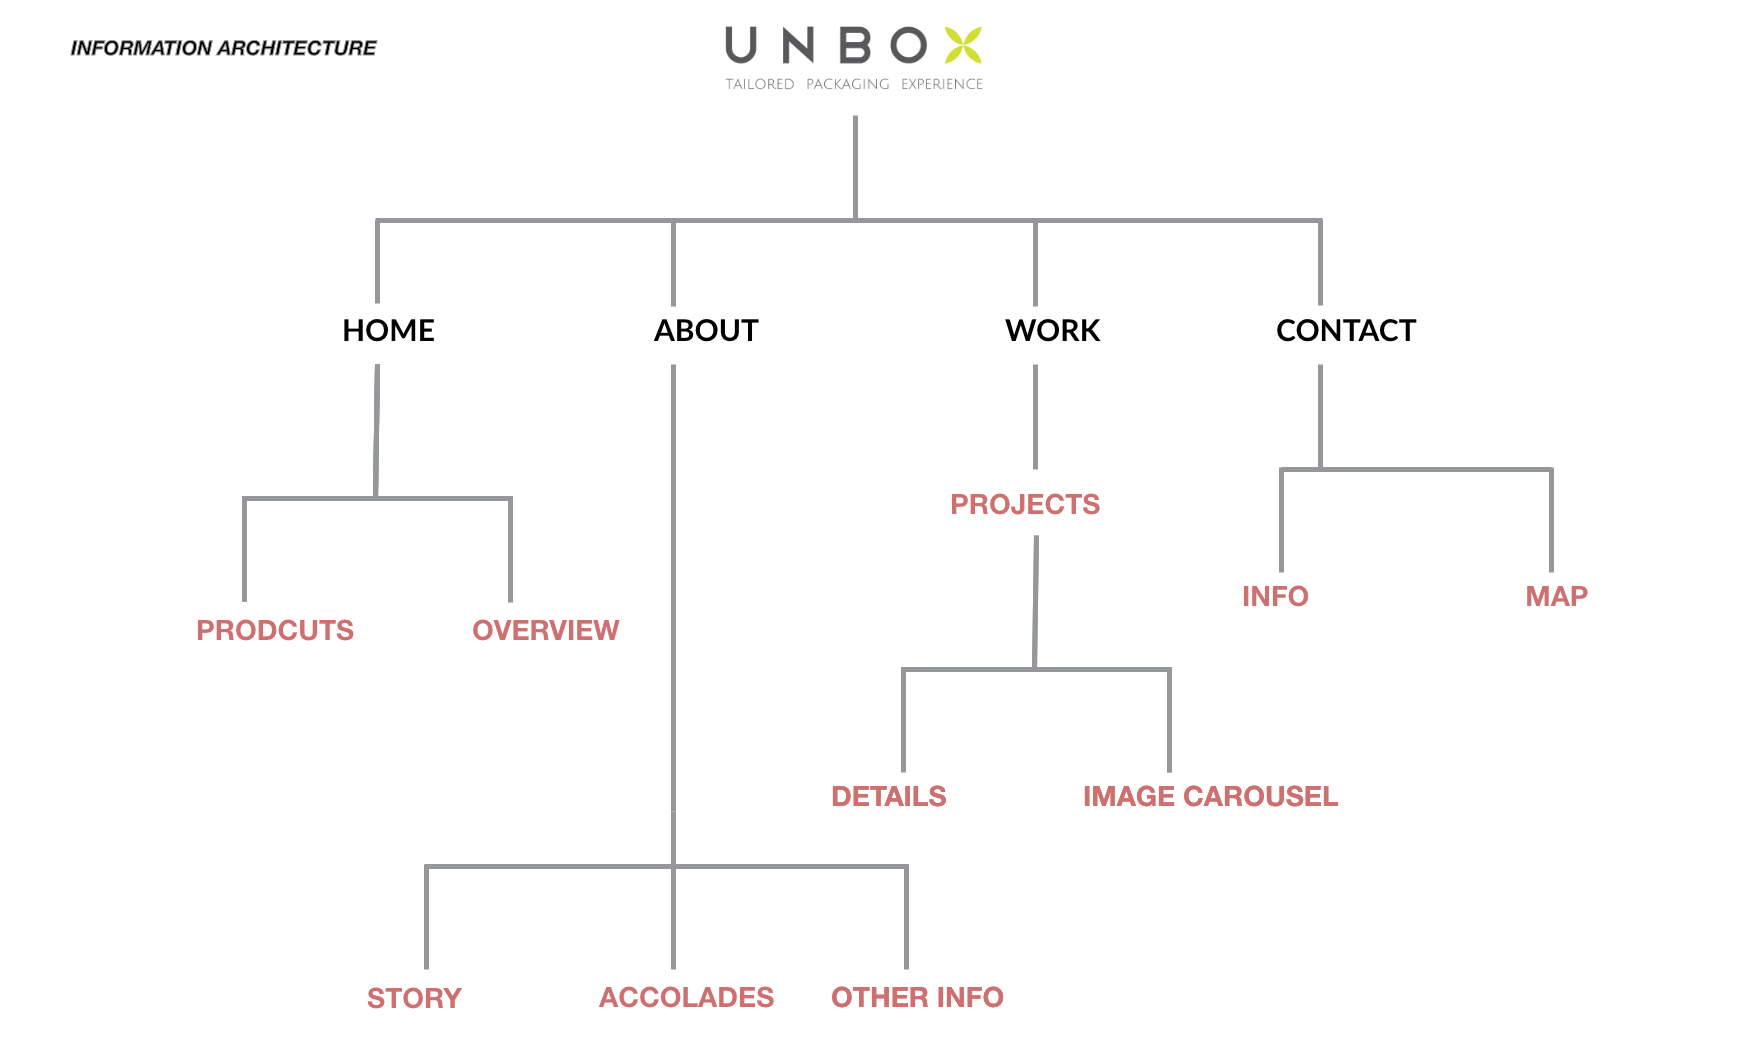 INFORMATION ARCHITECTURE
UNBOX
TAILORED PACKAGING EXPERIENCE
HOME
ABOUT
WORK
CONTACT
PROJECTS
INFO
MAP
PRODCUTS
OVERVIEW
DETAILS
IMAGE CAROUSEL
STORY
ACCOLADES
OTHER INFO